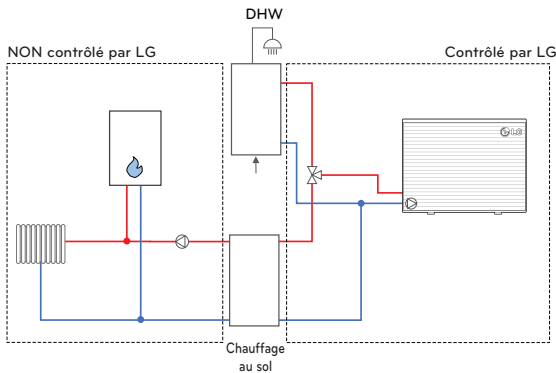 DHW
NON contrôlé par LG
Contrôlé par LG
LG
Chauffage
au sol